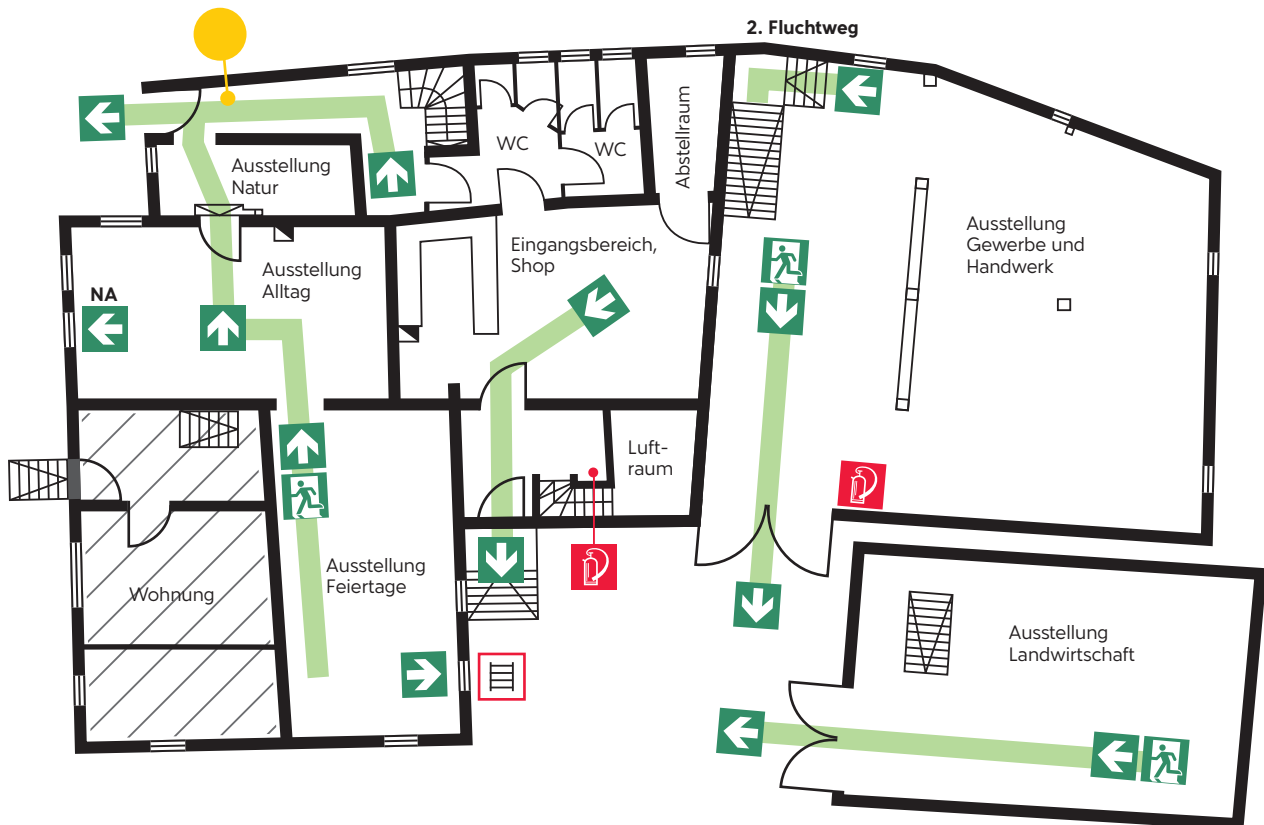 2. Fluchtweg
WC
WC
Abstellraum
Ausstellung
Natur
Eingangsbereich,
Shop
Ausstellung
Gewerbe und
Handwerk
Ausstellung
Alltag
NA
Luft-
raum
Ausstellung
Feiertage
Wohnung
Ausstellung
Landwirtschaft